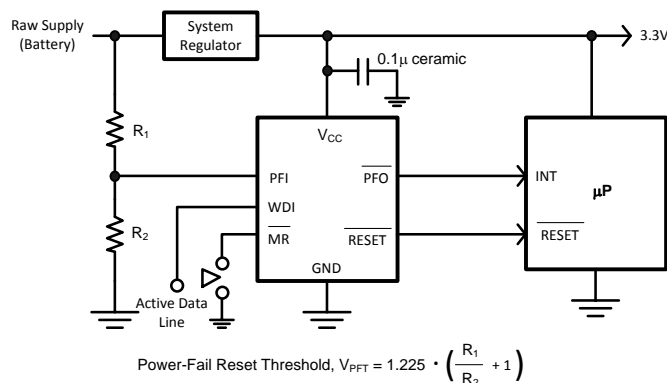 Raw Supply
(Battery)
System
Regulator
3.3V
0.1µ ceramic
R1
VCC
PFI
PFO
INT
µP
WDI
R2
MR
RESET
RESET
GND
Active Data
Line
Power-Fail Reset Threshold, VPFT = 1.225 · ( R1 / R2 + 1 )